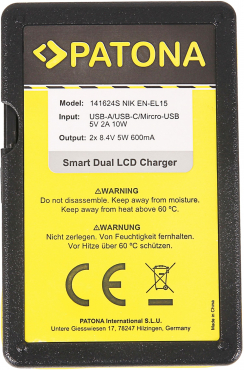 PATONA
Model: 141624S NIK EN-EL15
Input: USB-A/USB-C/Mircro-USB
5V 2A 10W
Output: 2x 8.4V 5W 600mA
Smart Dual LCD Charger
WARNING
Do not disassemble. Keep away from
moisture. Keep away from heat above 60 ºC.
WARNUNG
Nicht zerlegen. Von Feuchtigkeit fernhalten.
Vor Hitze über 60 ºC schützen.
CE
PATONA International S.L.U.
Untere Giesswiesen 17, 78247 Hilzingen, Germany
Made in China